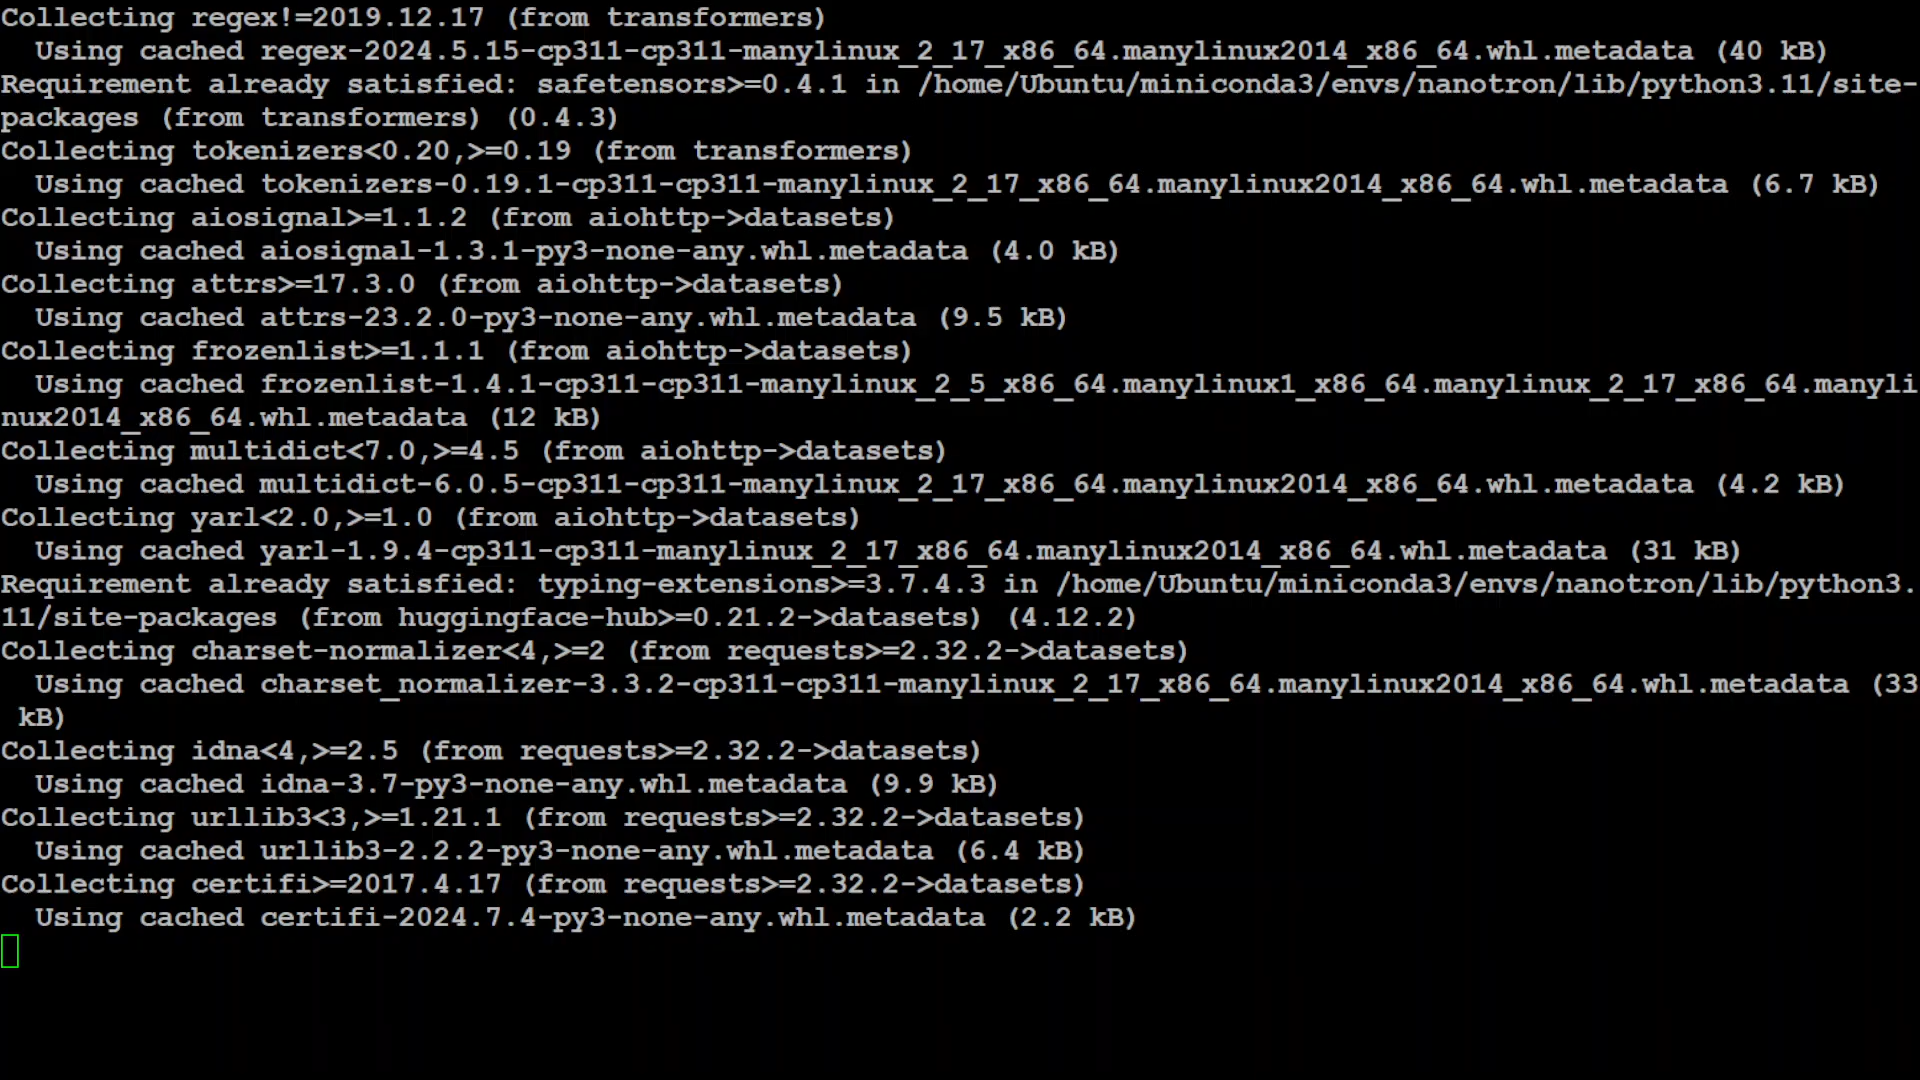 Collecting regex!=2019.12.17 (from transformers)
  Using cached regex-2024.5.15-cp311-cp311-manylinux_2_17_x86_64.manylinux2014_x86_64.whl.metadata (40 kB)
Requirement already satisfied: safetensors>=0.4.1 in /home/Ubuntu/miniconda3/envs/nanotron/lib/python3.11/site-
packages (from transformers) (0.4.3)
Collecting tokenizers<0.20,>=0.19 (from transformers)
  Using cached tokenizers-0.19.1-cp311-cp311-manylinux_2_17_x86_64.manylinux2014_x86_64.whl.metadata (6.7 kB)
Collecting aiosignal>=1.1.2 (from aiohttp->datasets)
  Using cached aiosignal-1.3.1-py3-none-any.whl.metadata (4.0 kB)
Collecting attrs>=17.3.0 (from aiohttp->datasets)
  Using cached attrs-23.2.0-py3-none-any.whl.metadata (9.5 kB)
Collecting frozenlist>=1.1.1 (from aiohttp->datasets)
  Using cached frozenlist-1.4.1-cp311-cp311-manylinux_2_5_x86_64.manylinux1_x86_64.manylinux_2_17_x86_64.manyli
nux2014_x86_64.whl.metadata (12 kB)
Collecting multidict<7.0,>=4.5 (from aiohttp->datasets)
  Using cached multidict-6.0.5-cp311-cp311-manylinux_2_17_x86_64.manylinux2014_x86_64.whl.metadata (4.2 kB)
Collecting yarl<2.0,>=1.0 (from aiohttp->datasets)
  Using cached yarl-1.9.4-cp311-cp311-manylinux_2_17_x86_64.manylinux2014_x86_64.whl.metadata (31 kB)
Requirement already satisfied: typing-extensions>=3.7.4.3 in /home/Ubuntu/miniconda3/envs/nanotron/lib/python3.
11/site-packages (from huggingface-hub>=0.21.2->datasets) (4.12.2)
Collecting charset-normalizer<4,>=2 (from requests>=2.32.2->datasets)
  Using cached charset_normalizer-3.3.2-cp311-cp311-manylinux_2_17_x86_64.manylinux2014_x86_64.whl.metadata (33
 kB)
Collecting idna<4,>=2.5 (from requests>=2.32.2->datasets)
  Using cached idna-3.7-py3-none-any.whl.metadata (9.9 kB)
Collecting urllib3<3,>=1.21.1 (from requests>=2.32.2->datasets)
  Using cached urllib3-2.2.2-py3-none-any.whl.metadata (6.4 kB)
Collecting certifi>=2017.4.17 (from requests>=2.32.2->datasets)
  Using cached certifi-2024.7.4-py3-none-any.whl.metadata (2.2 kB)